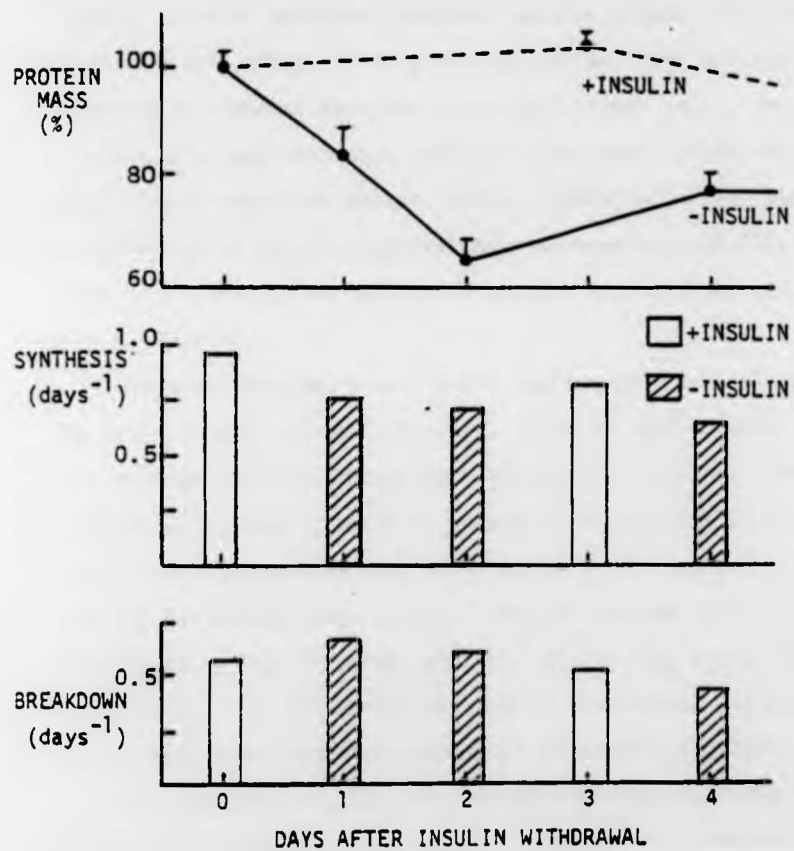 100
PROTEIN
MASS
(%)
+INSULIN
80
-INSULIN
60
1.0
+INSULIN
SYNTHESIS
(days-1)
-INSULIN
0.5
0.5
BREAKDOWN
(days-1)
0 1 2 3 4
DAYS AFTER INSULIN WITHDRAWAL